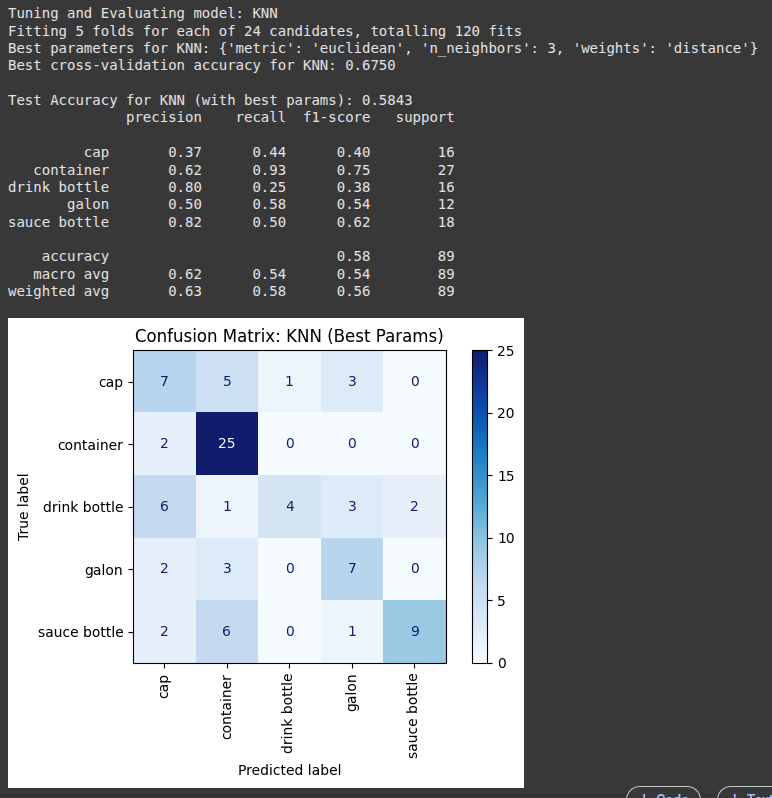 Tuning and Evaluating model: KNN
Fitting 5 folds for each of 24 candidates, totalling 120 fits
Best parameters for KNN: {'metric': 'euclidean', 'n_neighbors': 3, 'weights': 'distance'}
Best cross-validation accuracy for KNN: 0.6750
Test Accuracy for KNN (with best params): 0.5843
precision recall f1-score support
cap 0.37 0.44 0.40 16
container 0.62 0.93 0.75 27
drink bottle 0.80 0.25 0.38 16
galon 0.50 0.58 0.54 12
sauce bottle 0.82 0.50 0.62 18
accuracy 0.58 89
macro avg 0.62 0.54 0.54 89
weighted avg 0.63 0.58 0.56 89
Confusion Matrix: KNN (Best Params)
True label
cap 7 5 1 3 0
container 2 25 0 0 0
drink bottle 6 1 4 3 2
galon 2 3 0 7 0
sauce bottle 2 6 0 1 9
cap
container
drink bottle
galon
sauce bottle
Predicted label
25
20
15
10
5
0